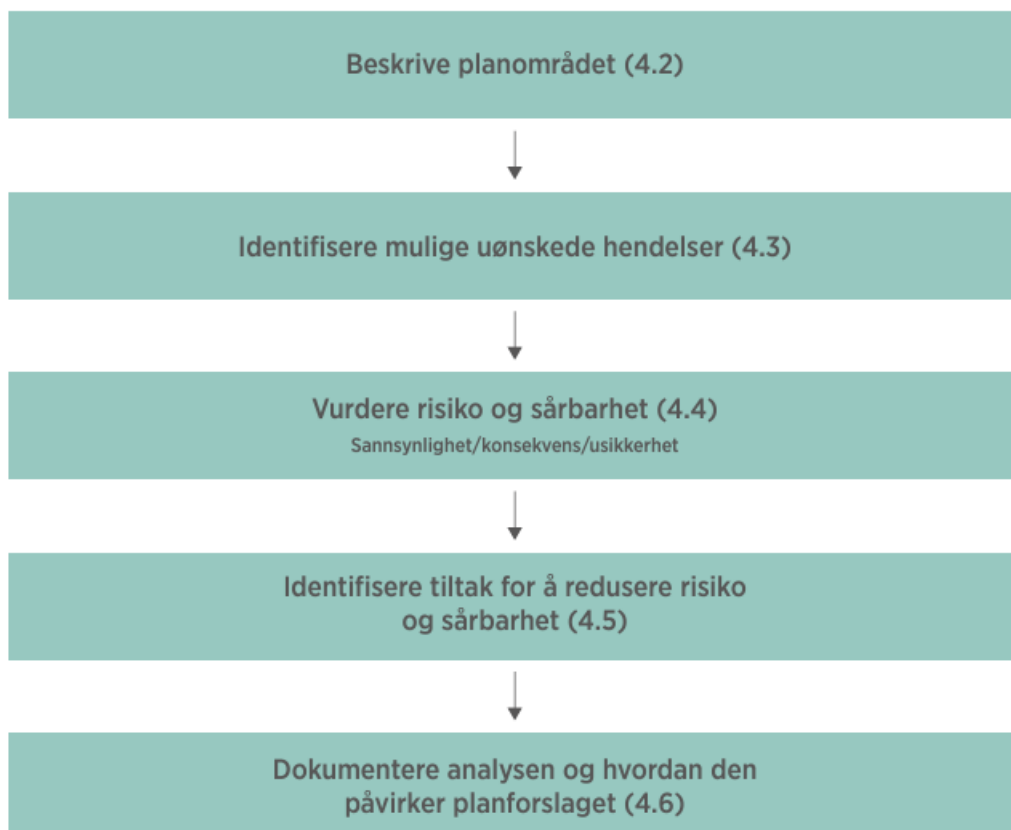 Beskrive planområdet (4.2)
Identifisere mulige uønskede hendelser (4.3)
Vurdere risiko og sårbarhet (4.4)
Sannsynlighet/konsekvens/usikkerhet
Identifisere tiltak for å redusere risiko
og sårbarhet (4.5)
Dokumentere analysen og hvordan den
påvirker planforslaget (4.6)